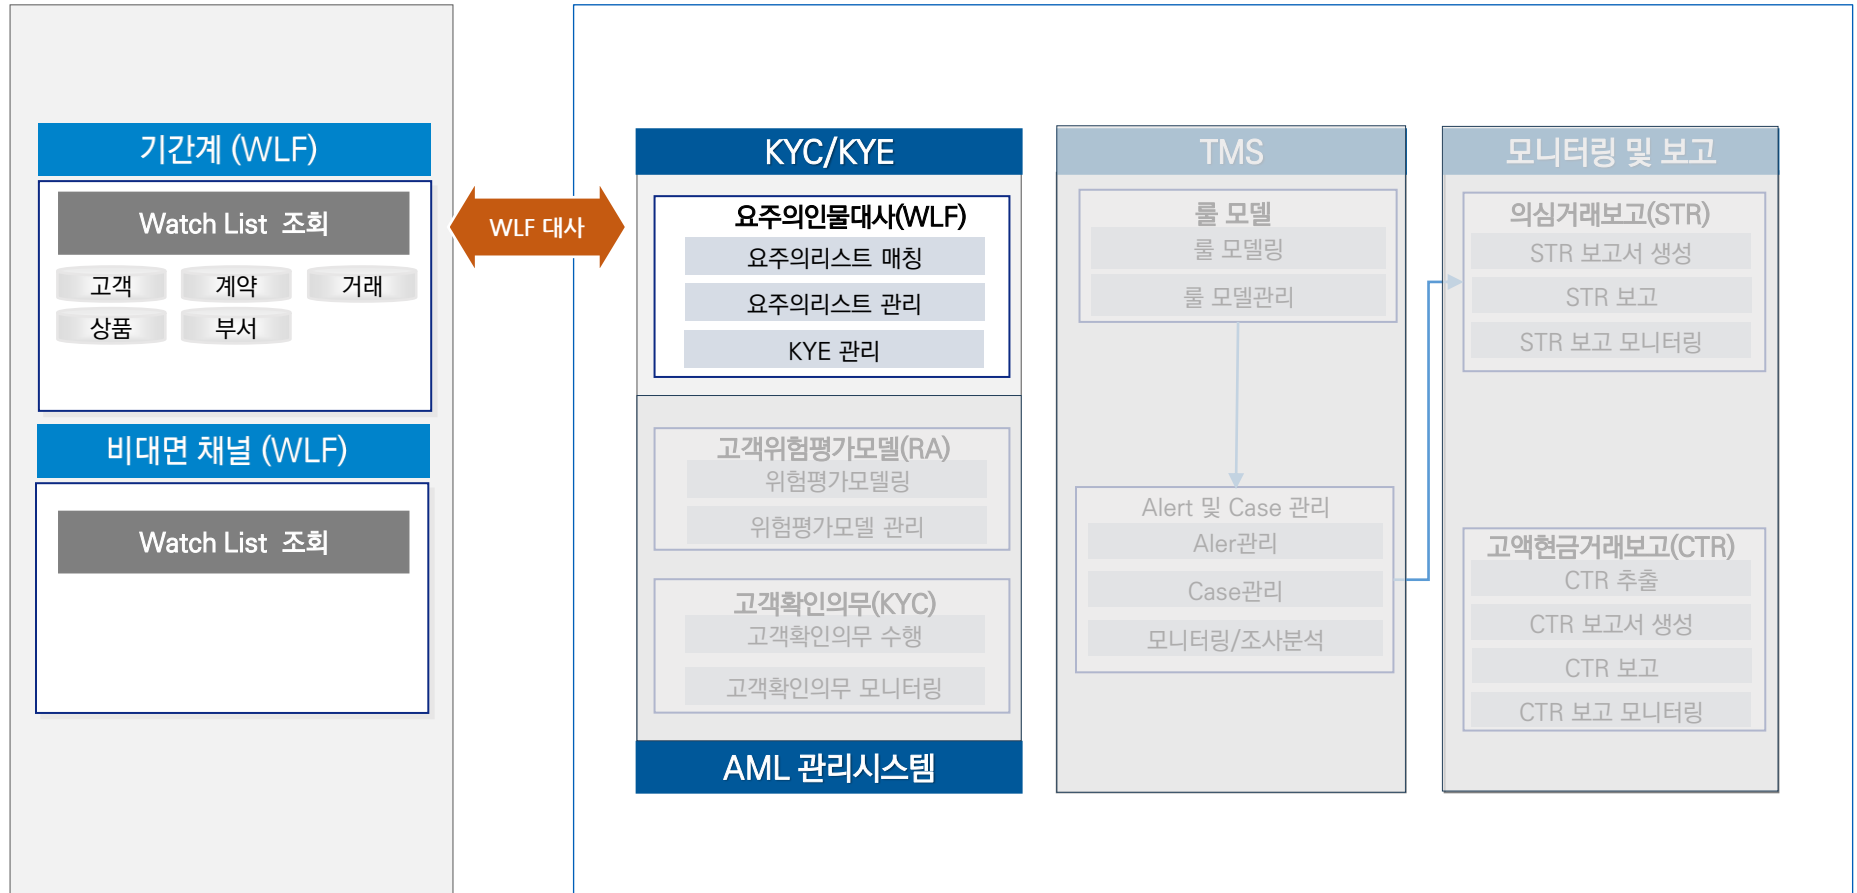 기간계 (WLF)
Watch List 조회
고객 계약 거래
상품 부서
비대면 채널 (WLF)
Watch List 조회
WLF 대사
KYC/KYE
요주의인물대사(WLF)
요주의리스트 매칭
요주의리스트 관리
KYE 관리
고객위험평가모델(RA)
위험평가모델링
위험평가모델 관리
고객확인의무(KYC)
고객확인의무 수행
고객확인의무 모니터링
AML 관리시스템
TMS
룰 모델
룰 모델링
룰 모델관리
Alert 및 Case 관리
Aler관리
Case관리
모니터링/조사분석
모니터링 및 보고
의심거래보고(STR)
STR 보고서 생성
STR 보고
STR 보고 모니터링
고액현금거래보고(CTR)
CTR 추출
CTR 보고서 생성
CTR 보고
CTR 보고 모니터링